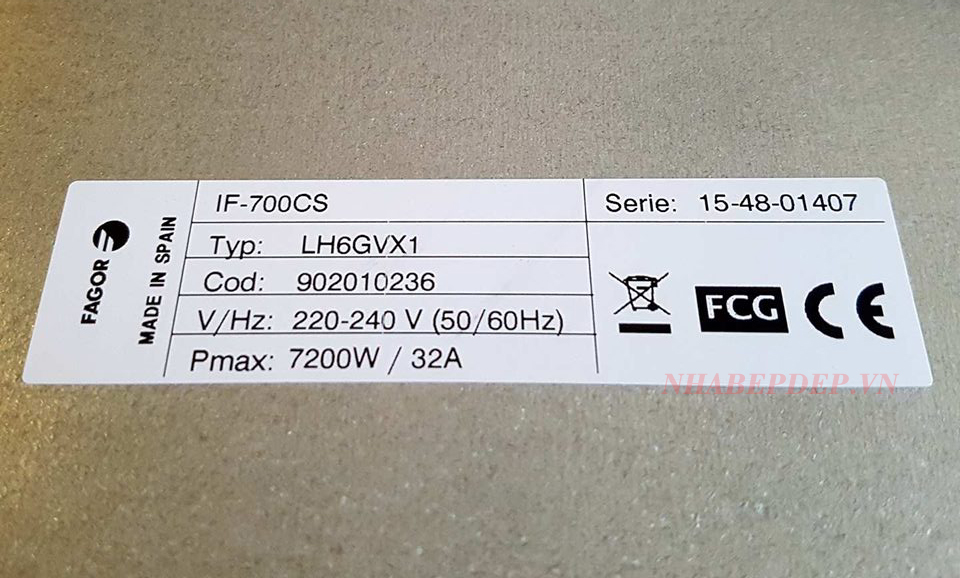 FAGOR
MADE IN SPAIN
IF-700CS
Typ: LH6GVX1
Cod: 902010236
V/Hz: 220-240 V (50/60Hz)
Pmax: 7200W / 32A
Serie: 15-48-01407
FCG CE
NHABEPDEP.VN